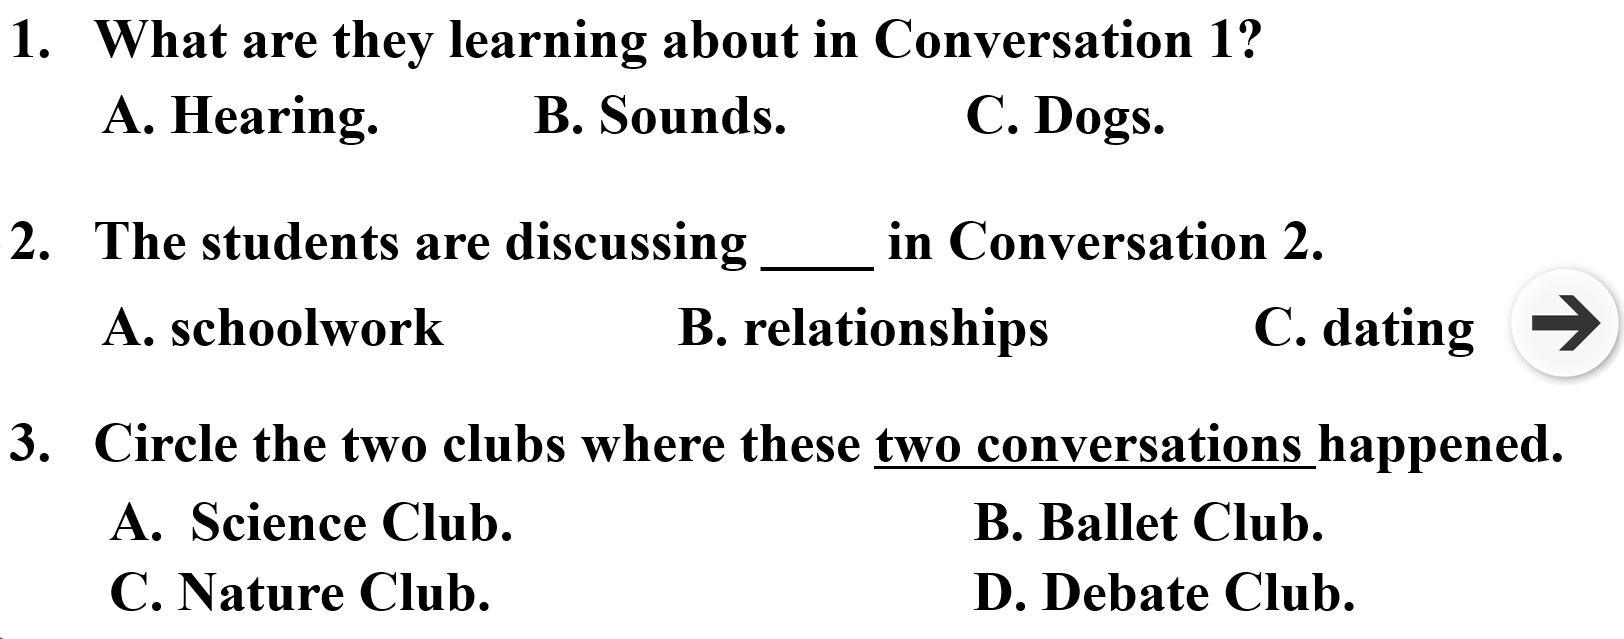 1. What are they learning about in Conversation 1?
A. Hearing. B. Sounds. C. Dogs.
2. The students are discussing ____ in Conversation 2.
A. schoolwork B. relationships C. dating
3. Circle the two clubs where these two conversations happened.
A. Science Club. B. Ballet Club.
C. Nature Club. D. Debate Club.